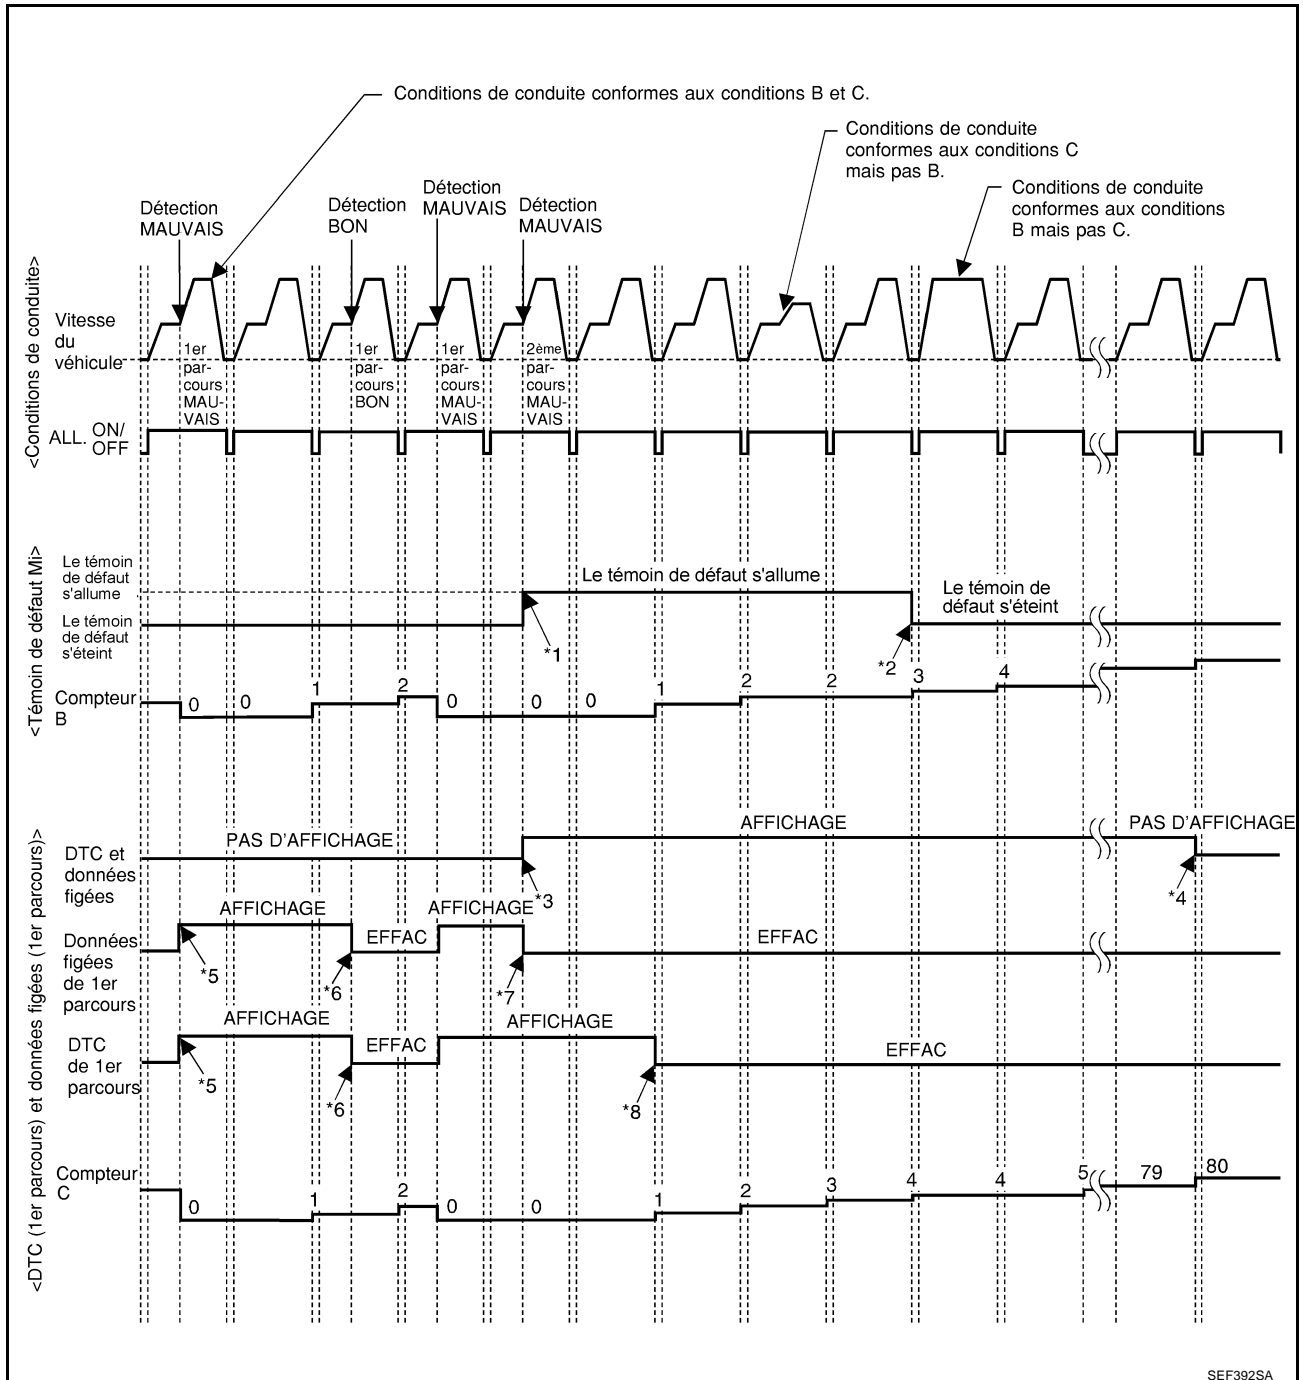 Conditions de conduite conformes aux conditions B et C.
Conditions de conduite
conformes aux conditions C
mais pas B.
Conditions de conduite
conformes aux conditions
B mais pas C.
Détection
MAUVAIS
Détection
BON
Détection
MAUVAIS
Détection
MAUVAIS
<Conditions de conduite>
Vitesse
du
véhicule
1er
par-
cours
MAU-
VAIS
1er
par-
cours
BON
1er
par-
cours
MAU-
VAIS
2ème
par-
cours
MAU-
VAIS
ALL. ON/
OFF
<Témoin de défaut Mi>
Le témoin
de défaut
s'allume
Le témoin
de défaut
s'éteint
Le témoin de défaut s'allume
Le témoin de
défaut s'éteint
*1
*2
Compteur
B
0 0 1 2 0 0 0 1 2 2 3 4
<DTC (1er parcours) et données figées (1er parcours)>
DTC et
données
figées
PAS D'AFFICHAGE
AFFICHAGE
PAS D'AFFICHAGE
*3
*4
Données
figées
de 1er
parcours
AFFICHAGE
EFFAC
AFFICHAGE
EFFAC
*5
*6
*7
DTC
de 1er
parcours
AFFICHAGE
EFFAC
AFFICHAGE
EFFAC
*5
*6
*8
Compteur
C
0 1 2 0 0 1 2 3 4 4 5 79 80
SEF392SA